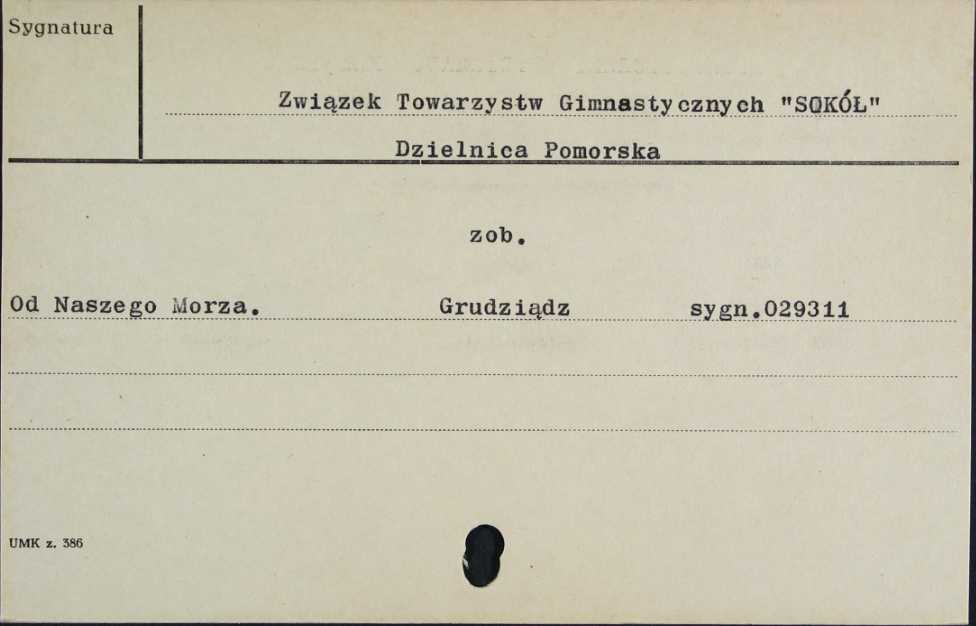 Sygnatura
Związek Towarzystw Gimnastycznych "SOKÓŁ"
Dzielnica Pomorska
zob.
Od Naszego Morza. Grudziądz sygn.029311
UMK z. 386